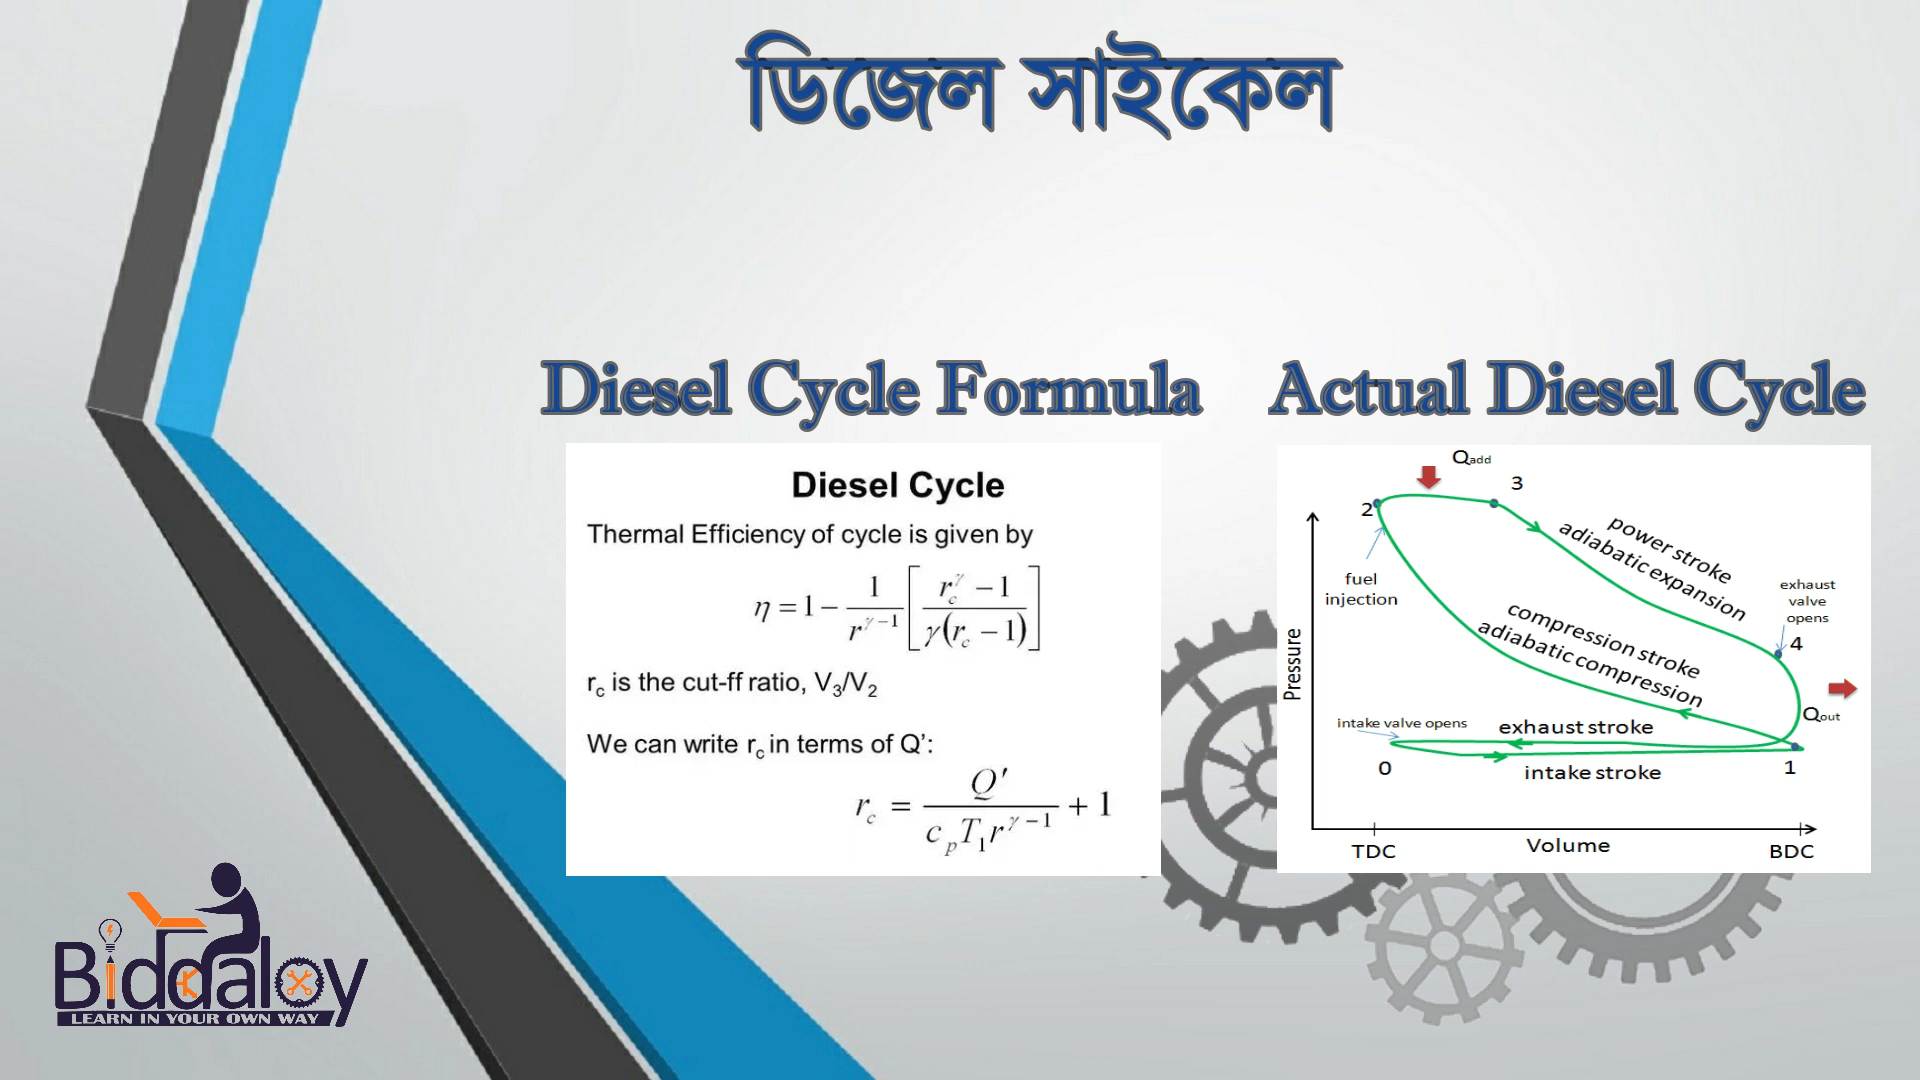 ডিজেল সাইকেল
Diesel Cycle Formula
Diesel Cycle
Thermal Efficiency of cycle is given by
η = 1 − 1 / r^(γ−1) [ (r_c^γ − 1) / (γ(r_c − 1)) ]
r_c is the cut-ff ratio, V₃/V₂
We can write r_c in terms of Q’:
r_c = Q′ / (c_p T₁ r^(γ−1)) + 1
Actual Diesel Cycle
Qadd
3
2
power stroke
adiabatic expansion
fuel
injection
exhaust
valve
opens
4
compression stroke
adiabatic compression
Pressure
Qout
intake valve opens
exhaust stroke
0
intake stroke
1
TDC
Volume
BDC
Biddaloy
LEARN IN YOUR OWN WAY